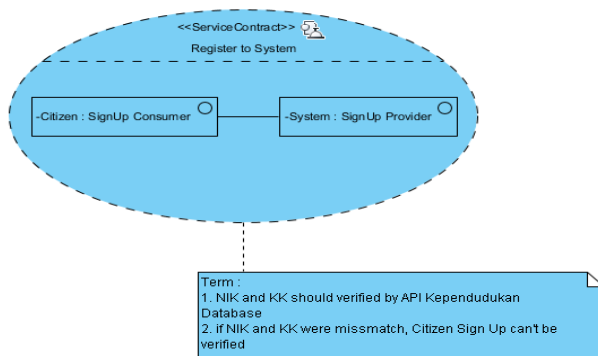 <<ServiceContract>>
Register to System
-Citizen : SignUp Consumer
-System : SignUp Provider
Term :
1. NIK and KK should verified by API Kependudukan
Database
2. if NIK and KK were missmatch, Citizen Sign Up can't be
verified